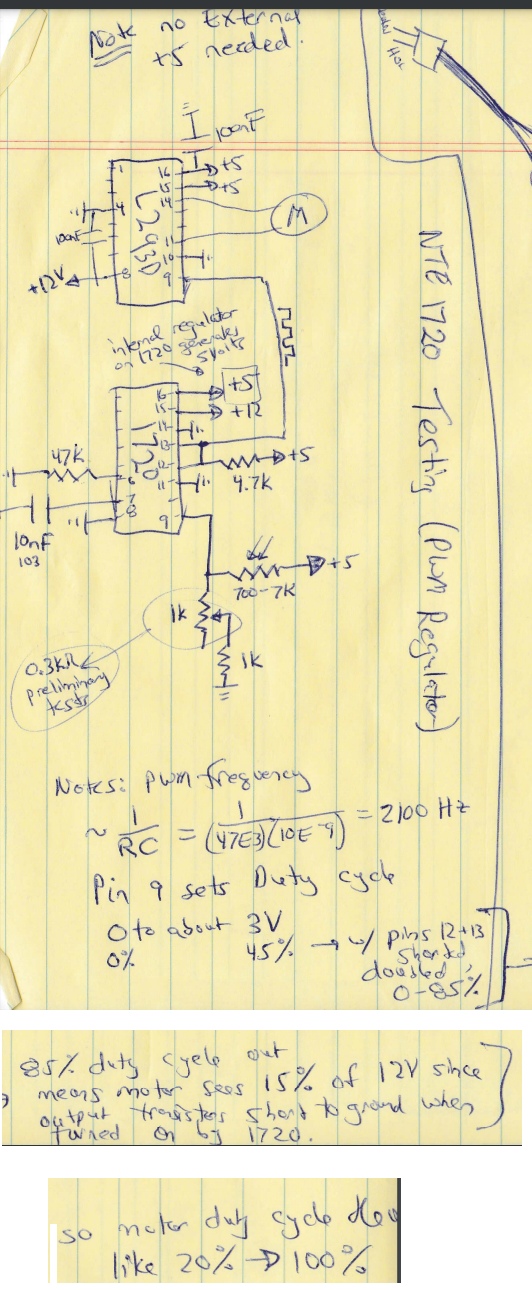 Note no External
+5 needed.
Hot
100nF
1
16
+5
15
+5
14
4
L293D
M
100nF
11
10
+12V
8
9
internal regulator
on 1720 generates
5volts
16
+5
15
+12
14
1720
13
47k
12
+5
6
11
4.7k
7
8
9
10nF
103
+5
700-7K
1k
1k
0.3kΩ
preliminary
tests
NTE 1720 Testing (PWM Regulator)
Notes: PWM frequency
~ 1/RC = 1/(47E3)(10E-9) = 2100 Hz
Pin 9 sets Duty cycle
0 to about 3V
0% 45% → w/ pins 12+13
shorted
doubled,
0-85%
85% duty cycle out
means motor sees 15% of 12V since
output transistors short to ground when
turned on by 1720.
so motor duty cycle
like 20% → 100%